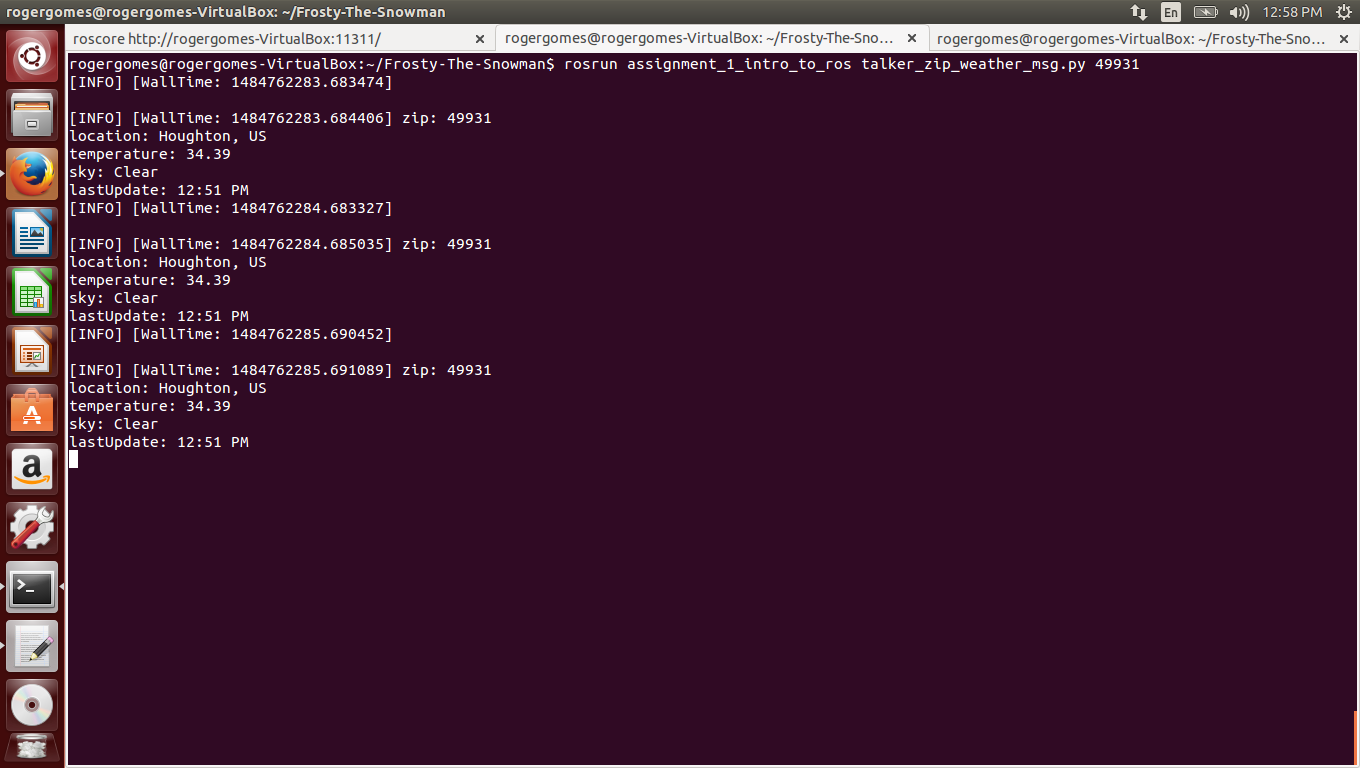 rogergomes@rogergomes-VirtualBox: ~/Frosty-The-Snowman
En
12:58 PM
roscore http://rogergomes-VirtualBox:11311/
rogergomes@rogergomes-VirtualBox: ~/Frosty-The-Sno...
rogergomes@rogergomes-VirtualBox: ~/Frosty-The-Sno...
rogergomes@rogergomes-VirtualBox:~/Frosty-The-Snowman$ rosrun assignment_1_intro_to_ros talker_zip_weather_msg.py 49931
[INFO] [WallTime: 1484762283.683474]
[INFO] [WallTime: 1484762283.684406] zip: 49931
location: Houghton, US
temperature: 34.39
sky: Clear
lastUpdate: 12:51 PM
[INFO] [WallTime: 1484762284.683327]
[INFO] [WallTime: 1484762284.685035] zip: 49931
location: Houghton, US
temperature: 34.39
sky: Clear
lastUpdate: 12:51 PM
[INFO] [WallTime: 1484762285.690452]
[INFO] [WallTime: 1484762285.691089] zip: 49931
location: Houghton, US
temperature: 34.39
sky: Clear
lastUpdate: 12:51 PM